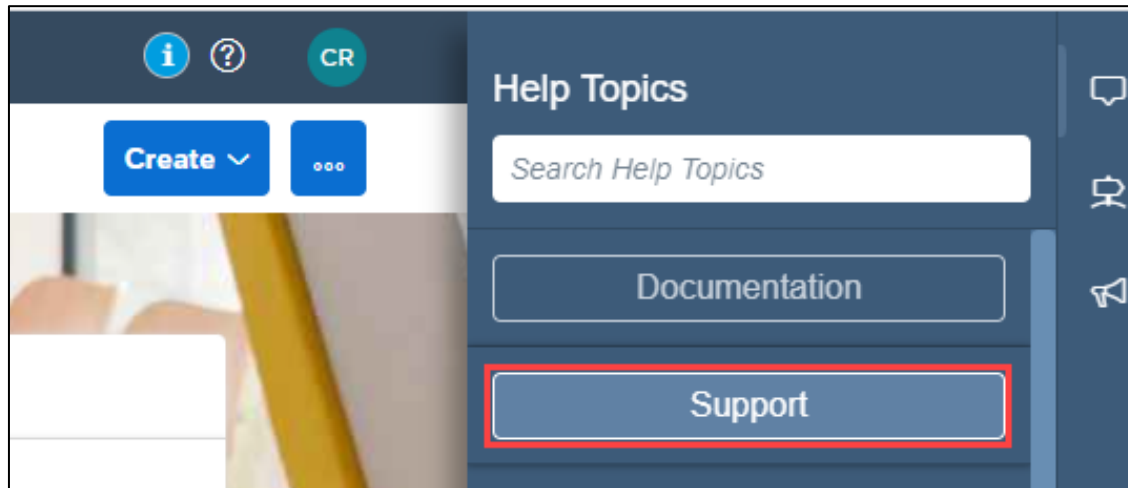 i ? CR
Help Topics
Create ...
Search Help Topics
Documentation
Support